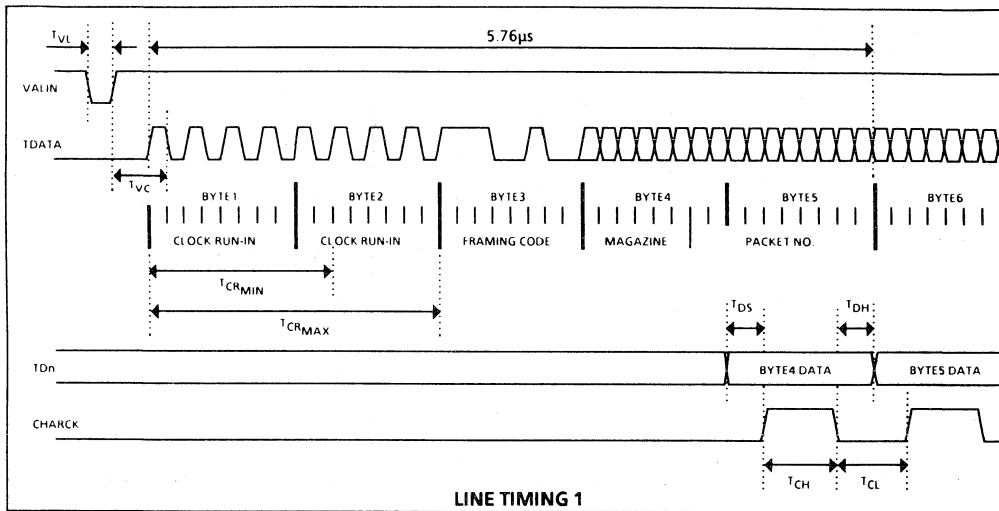 TVL
5.76µs
VALIN
TDATA
TVC
BYTE1 BYTE2 BYTE3 BYTE4 BYTE5 BYTE6
CLOCK RUN-IN CLOCK RUN-IN FRAMING CODE MAGAZINE PACKET NO.
TCRMIN
TCRMAX
TDS TDH
TDn BYTE4 DATA BYTE5 DATA
CHARCK
TCH TCL
LINE TIMING 1